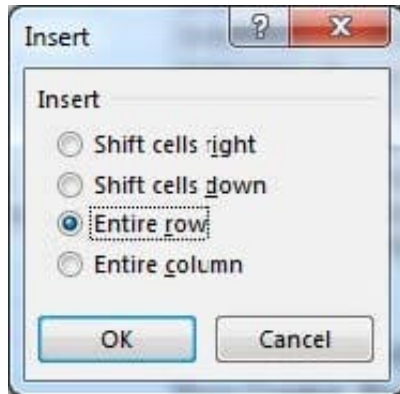 Insert
Insert
Shift cells right
Shift cells down
Entire row
Entire column
OK Cancel